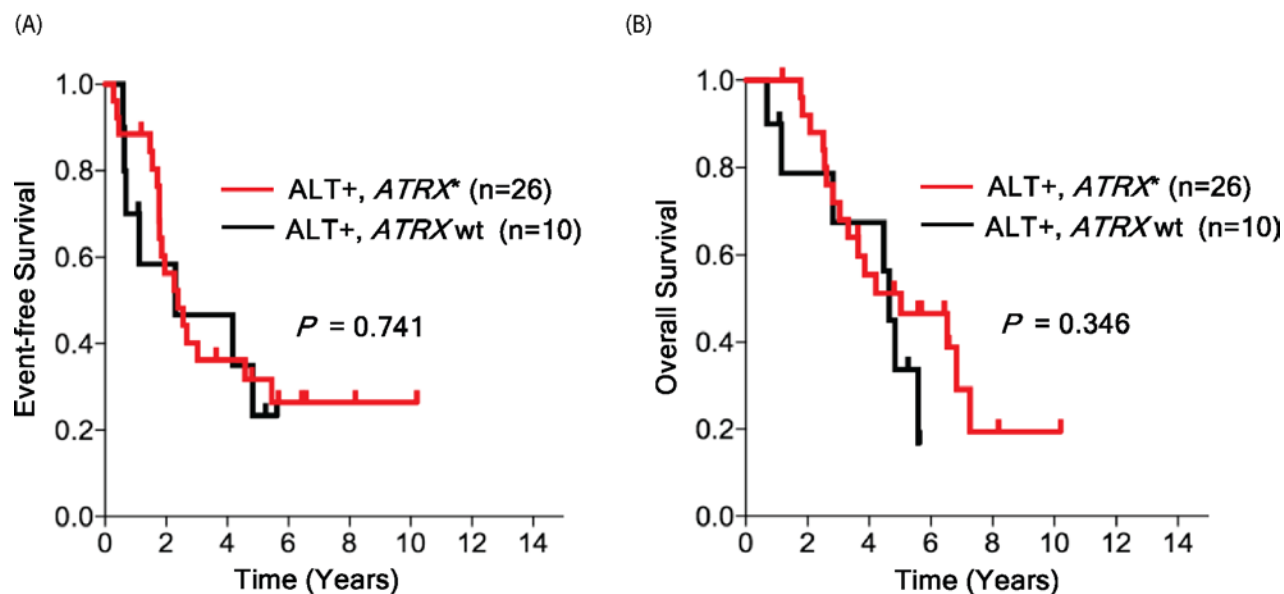 (A)
Event-free Survival
1.0
0.8
0.6
0.4
0.2
0.0
ALT+, ATRX* (n=26)
ALT+, ATRX wt (n=10)
P = 0.741
0 2 4 6 8 10 12 14
Time (Years)
(B)
Overall Survival
1.0
0.8
0.6
0.4
0.2
0.0
ALT+, ATRX* (n=26)
ALT+, ATRX wt (n=10)
P = 0.346
0 2 4 6 8 10 12 14
Time (Years)